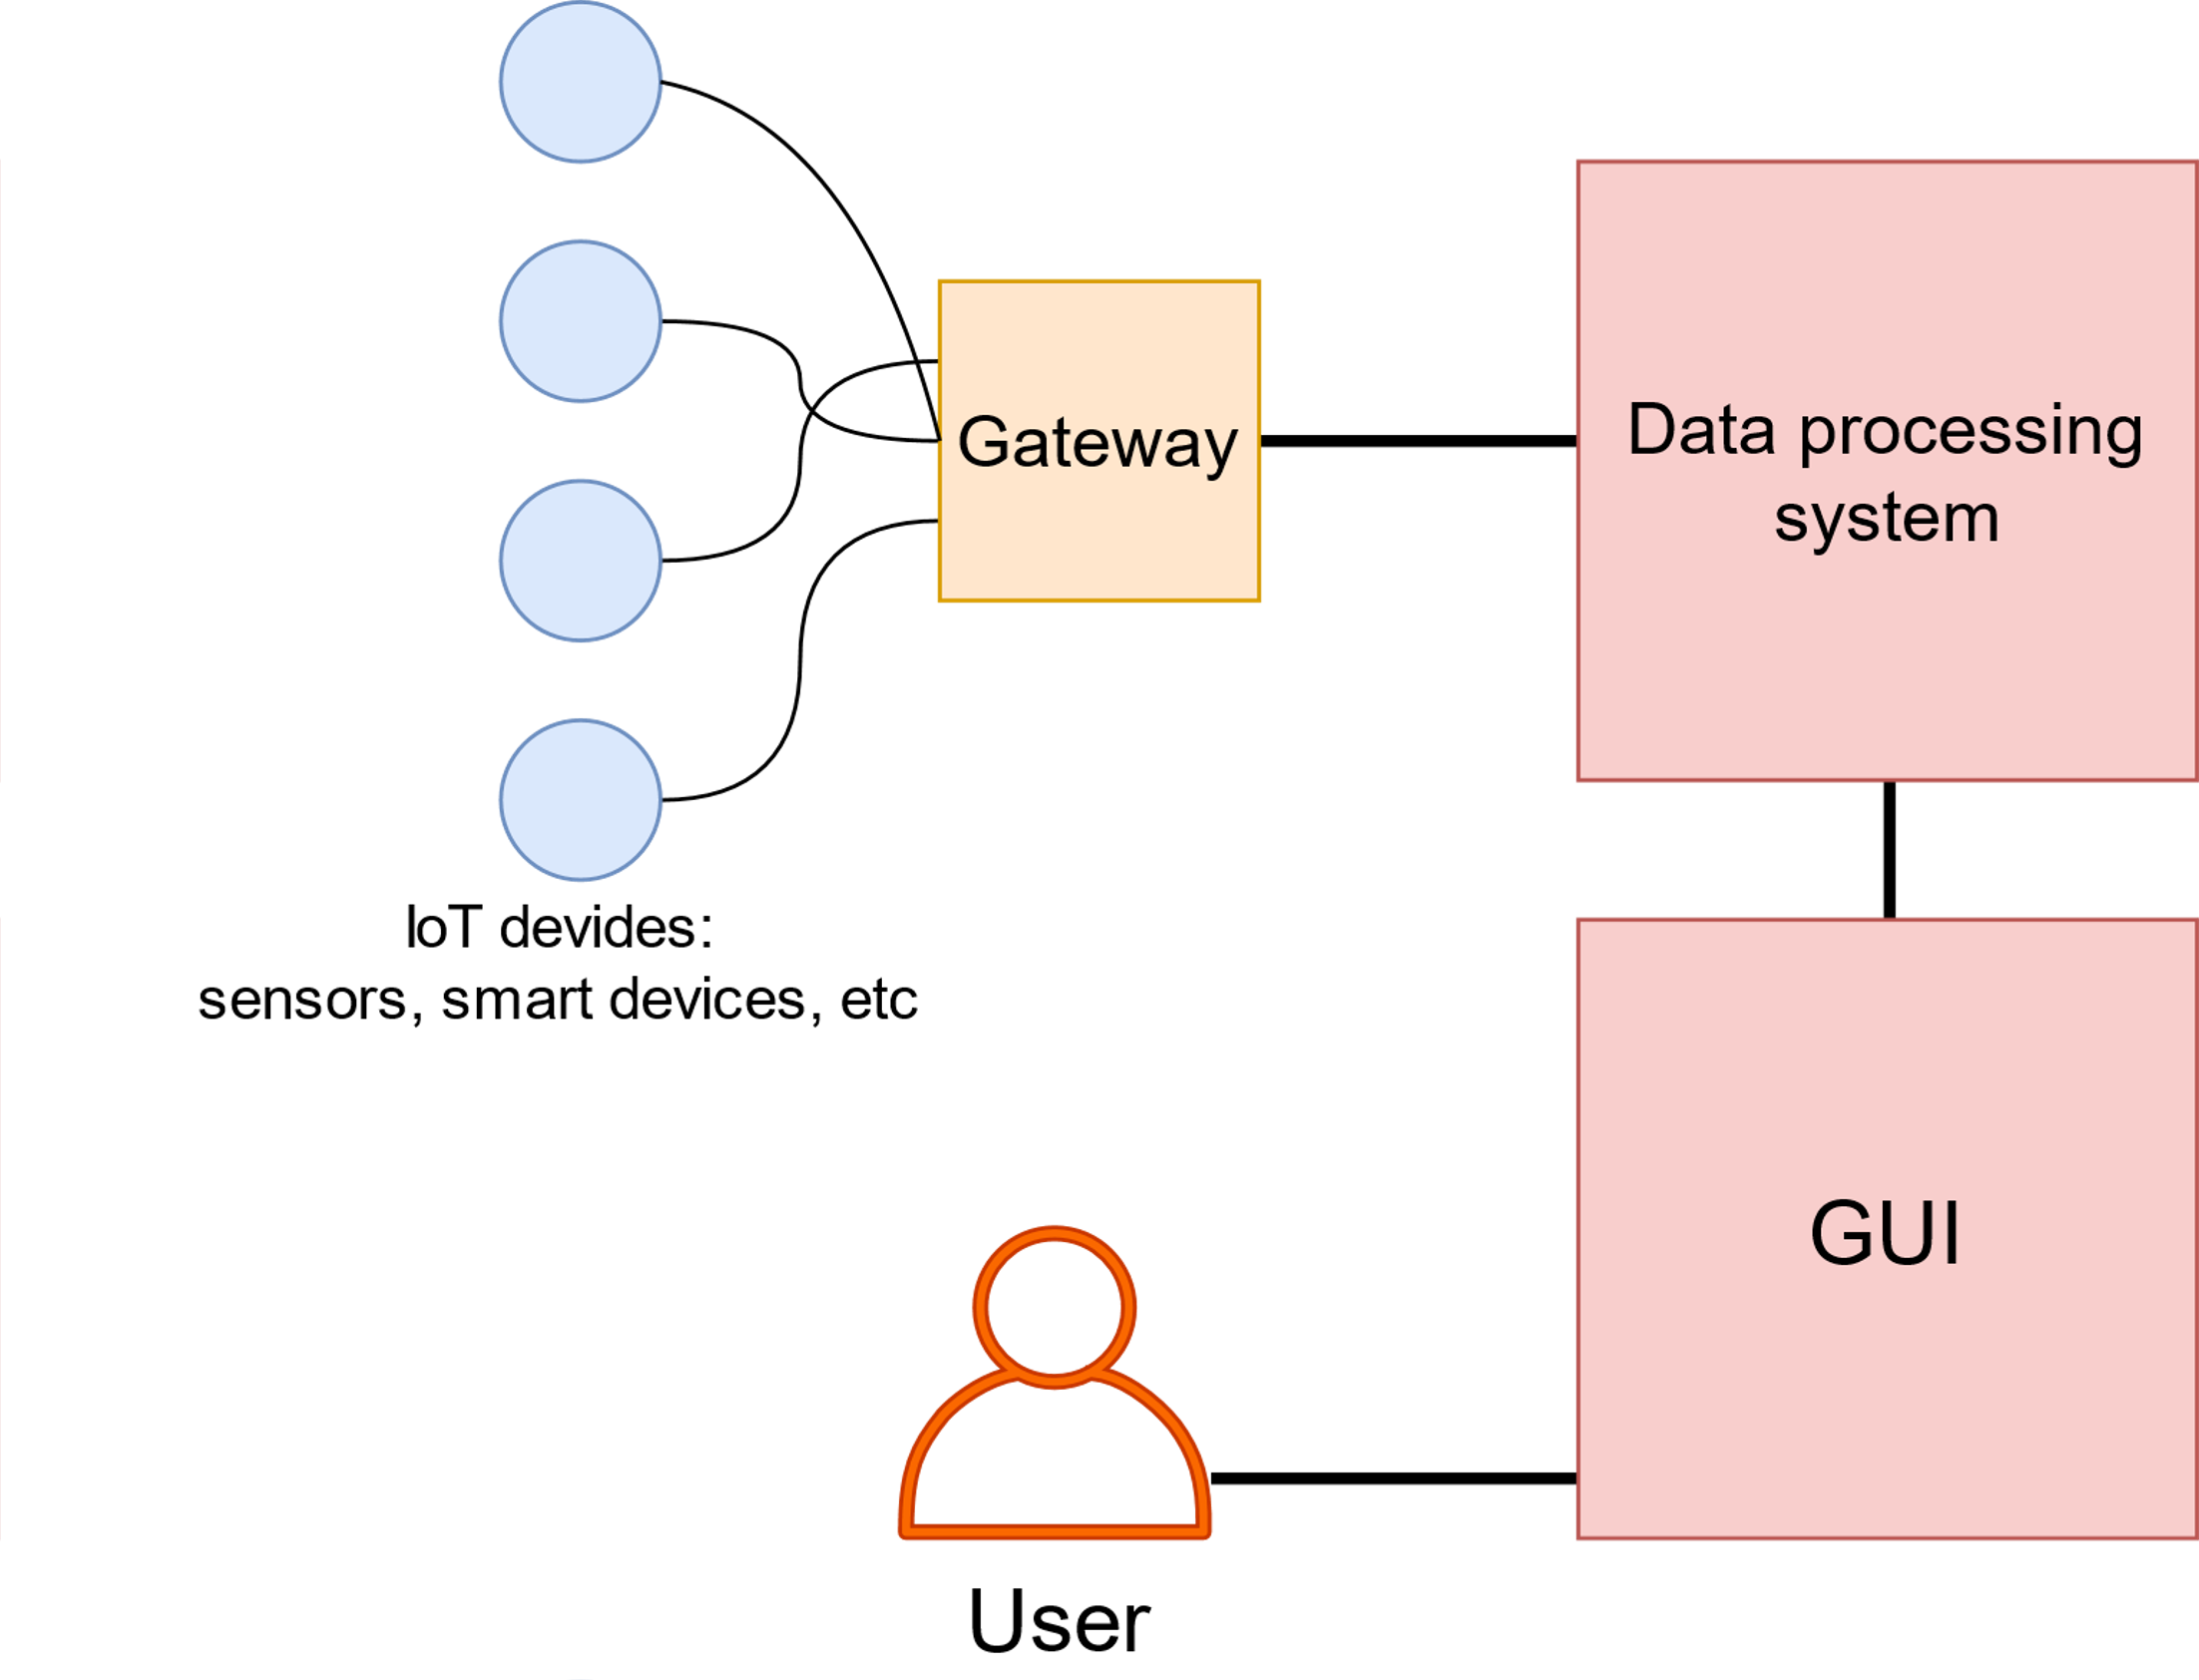 Gateway
Data processing
system
IoT devides:
sensors, smart devices, etc
GUI
User